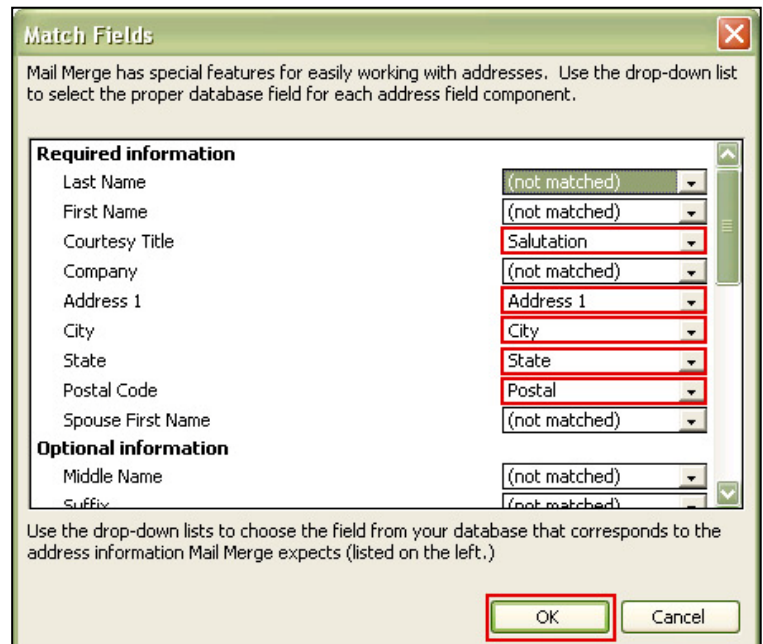 Match Fields
Mail Merge has special features for easily working with addresses. Use the drop-down list
to select the proper database field for each address field component.
Required information
Last Name (not matched)
First Name (not matched)
Courtesy Title Salutation
Company (not matched)
Address 1 Address 1
City City
State State
Postal Code Postal
Spouse First Name (not matched)
Optional information
Middle Name (not matched)
Suffix (not matched)
Use the drop-down lists to choose the field from your database that corresponds to the
address information Mail Merge expects (listed on the left.)
OK Cancel